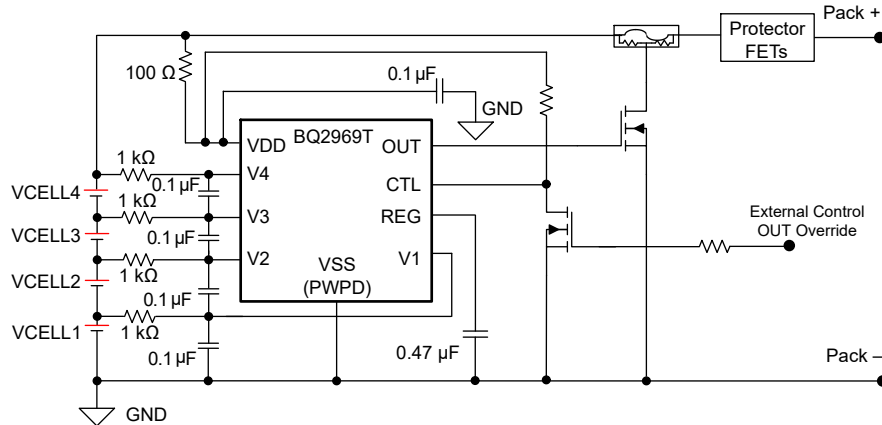 Pack +
Protector
FETs
100 Ω
0.1 µF
GND
BQ2969T
VDD
OUT
1 kΩ
V4
VCELL4
0.1 µF
CTL
1 kΩ
V3
VCELL3
0.1 µF
REG
External Control
OUT Override
V2
V1
VSS
(PWPD)
VCELL2
1 kΩ
0.1 µF
VCELL1
1 kΩ
0.1 µF
0.47 µF
Pack –
GND